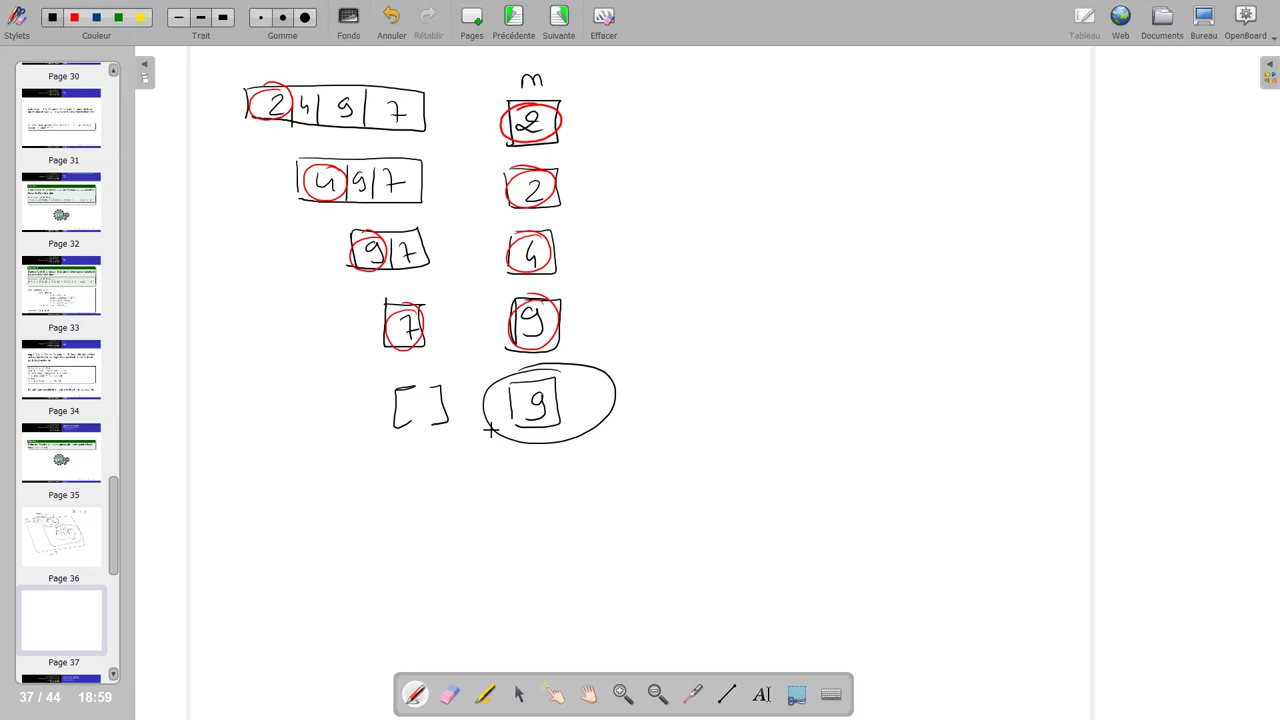 Stylets Couleur Trait Gomme Fonds Annuler Rétablir Pages Précédente Suivante Effacer Tableau Web Documents Bureau OpenBoard
Page 30
Page 31
Page 32
Page 33
Page 34
Page 35
Page 36
Page 37
m
2 4 9 7 2
4 9 7 2
9 7 4
7 9
[ ] 9
37 / 44 18:59
AI